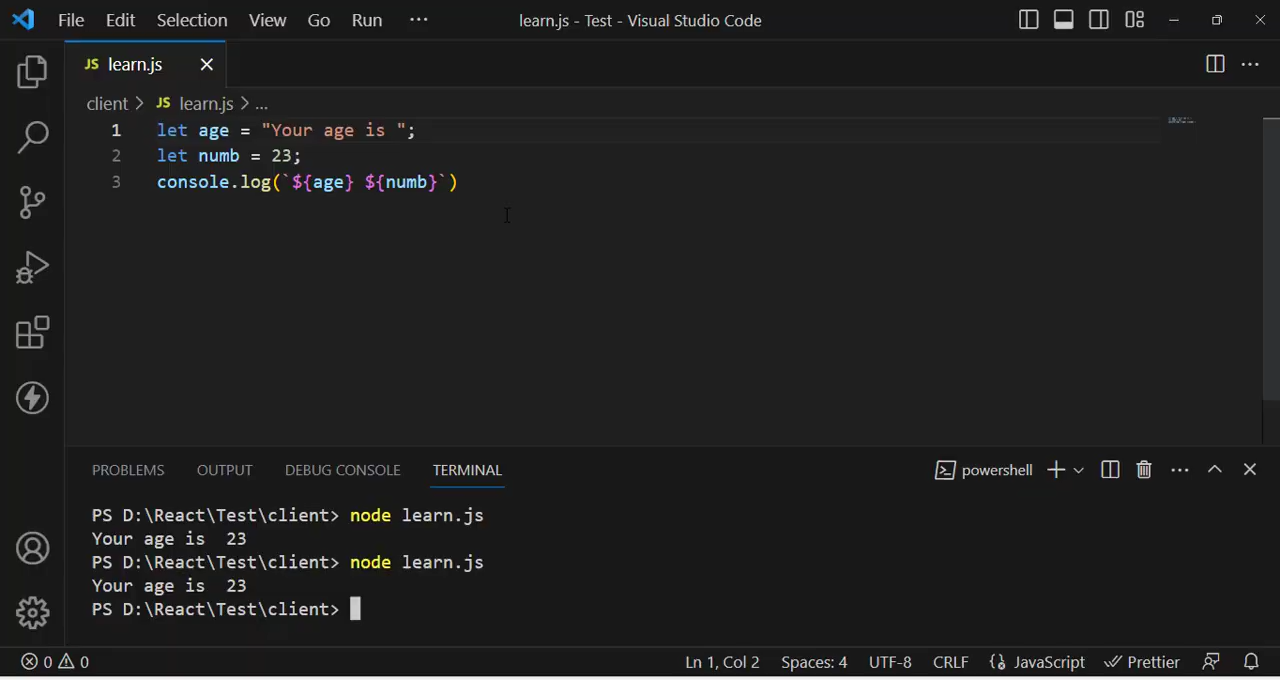 File Edit Selection View Go Run ··· learn.js - Test - Visual Studio Code
JS learn.js
client > JS learn.js > ...
1 let age = "Your age is ";
2 let numb = 23;
3 console.log(`${age} ${numb}`)
PROBLEMS OUTPUT DEBUG CONSOLE TERMINAL powershell
PS D:\React\Test\client> node learn.js
Your age is  23
PS D:\React\Test\client> node learn.js
Your age is  23
PS D:\React\Test\client>
0 0 Ln 1, Col 2 Spaces: 4 UTF-8 CRLF JavaScript Prettier